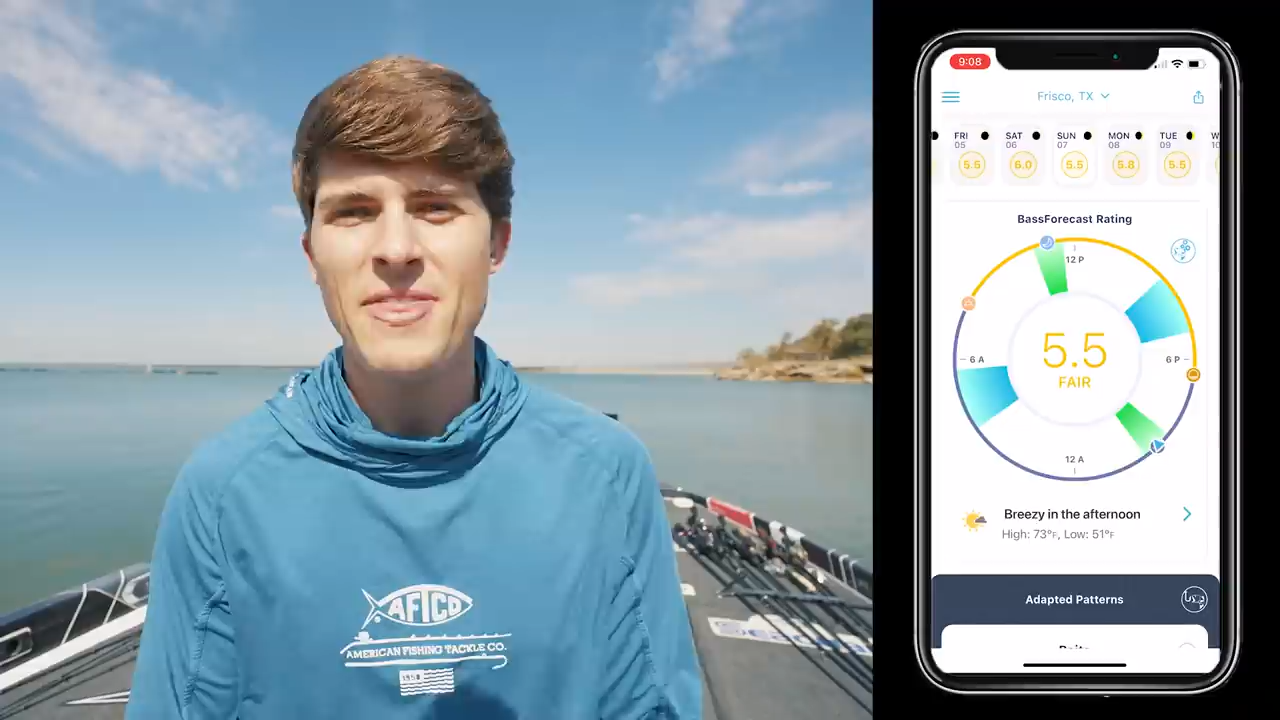 AFTCO
AMERICAN FISHING TACKLE CO.
9:08
Frisco, TX
FRI
05
5.5
SAT
06
6.0
SUN
07
5.5
MON
08
5.8
TUE
09
5.5
W
10
BassForecast Rating
12 P
6 A
5.5
FAIR
6 P
12 A
Breezy in the afternoon
High: 73°F, Low: 51°F
Adapted Patterns